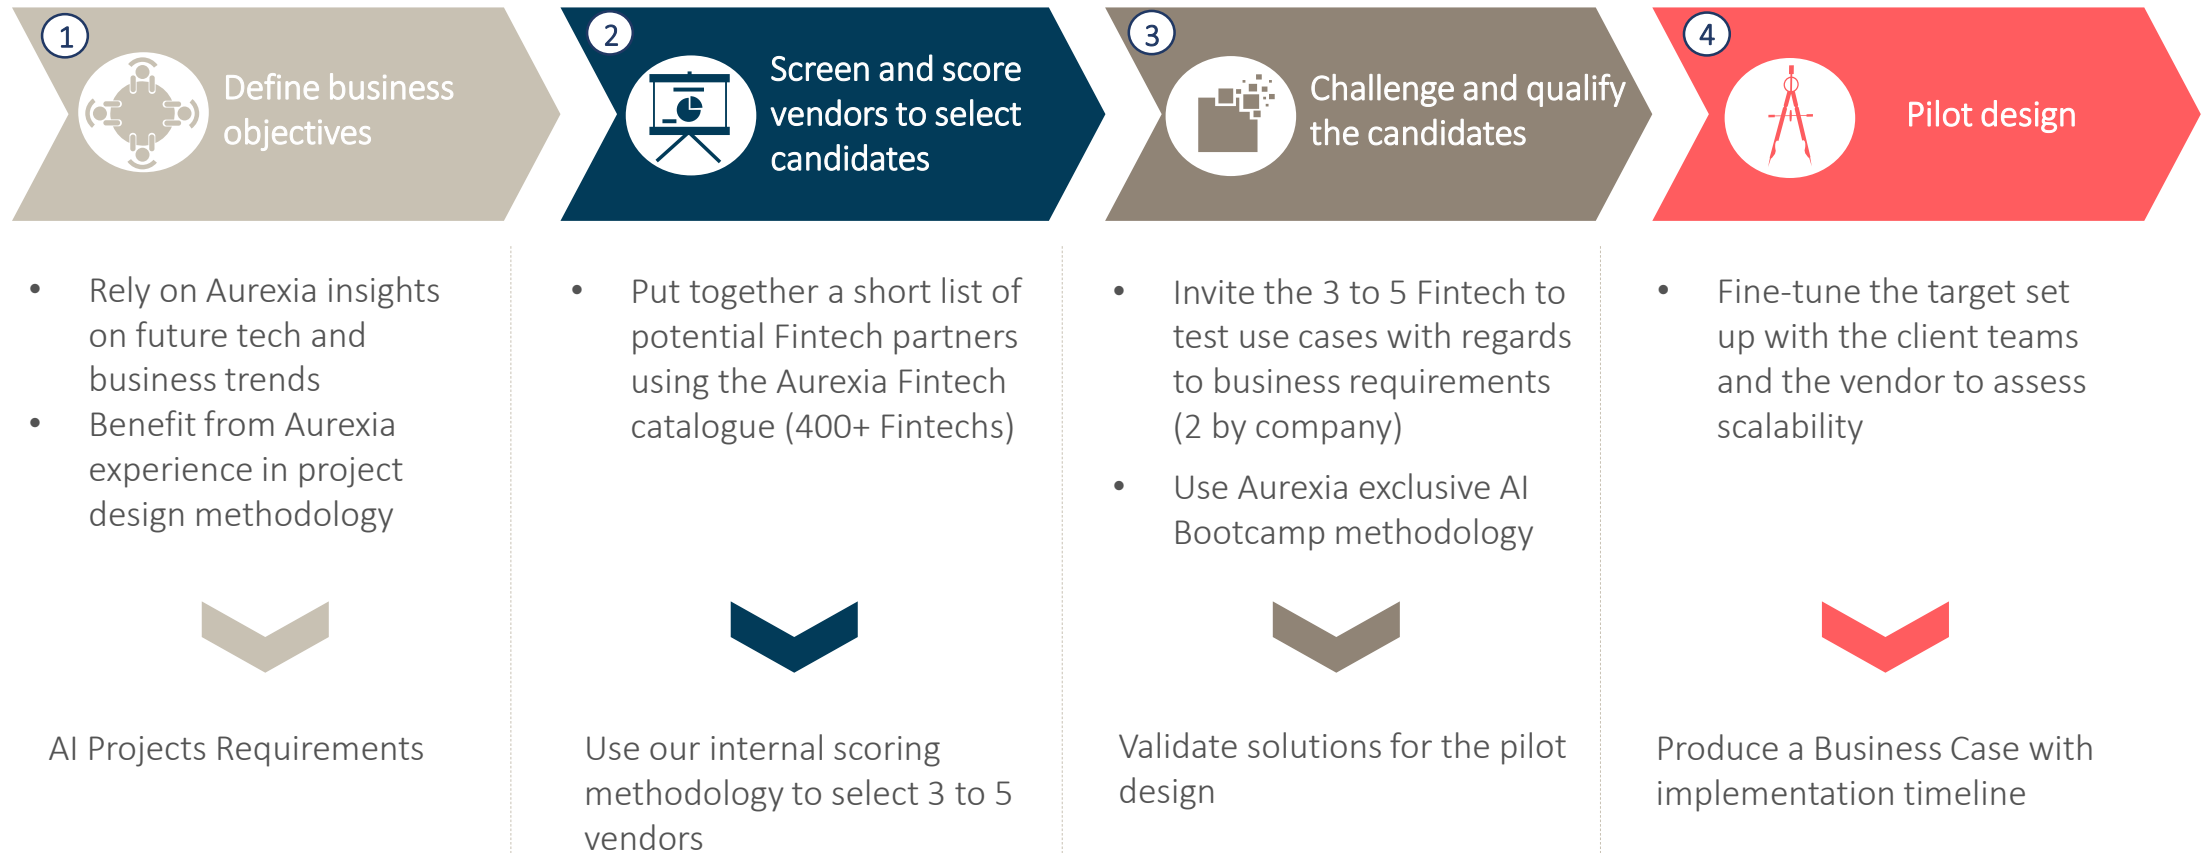 1
Define business
objectives
2
Screen and score
vendors to select
candidates
3
Challenge and qualify
the candidates
4
Pilot design
• Rely on Aurexia insights
on future tech and
business trends
• Benefit from Aurexia
experience in project
design methodology
AI Projects Requirements
• Put together a short list of
potential Fintech partners
using the Aurexia Fintech
catalogue (400+ Fintechs)
Use our internal scoring
methodology to select 3 to 5
vendors
• Invite the 3 to 5 Fintech to
test use cases with regards
to business requirements
(2 by company)
• Use Aurexia exclusive AI
Bootcamp methodology
Validate solutions for the pilot
design
• Fine-tune the target set
up with the client teams
and the vendor to assess
scalability
Produce a Business Case with
implementation timeline